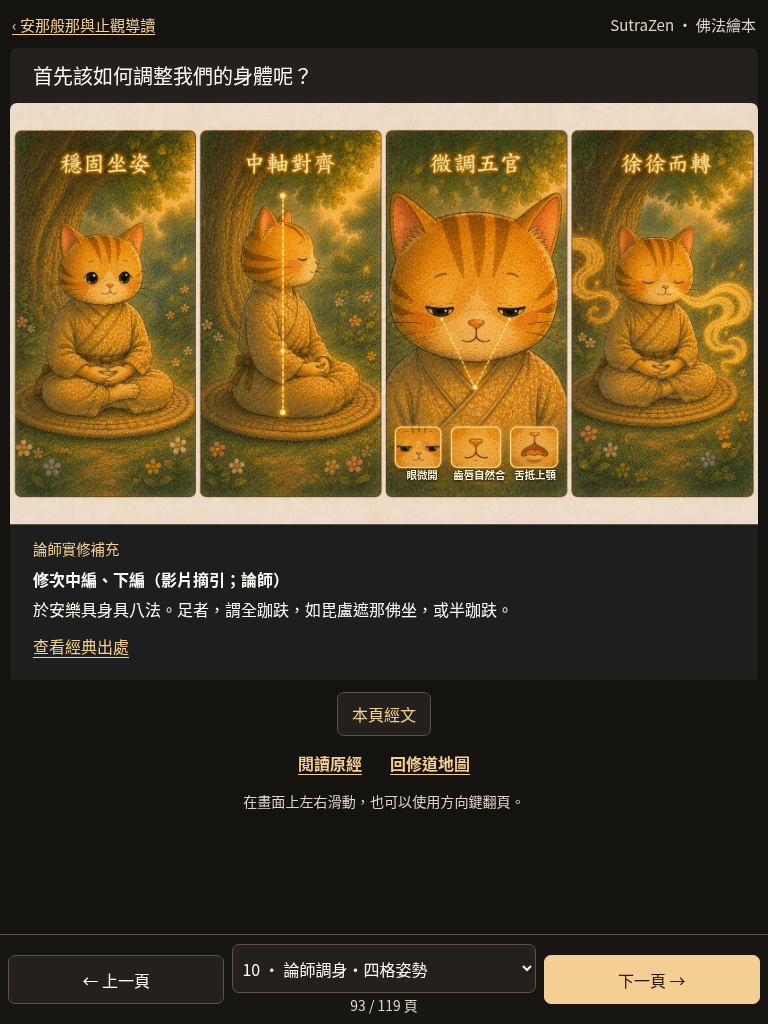 ‹ 安那般那與止觀導讀
SutraZen · 佛法繪本
首先該如何調整我們的身體呢？
穩固坐姿
中軸對齊
微調五官
徐徐而轉
眼微開
齒唇自然合
舌抵上顎
論師實修補充
修次中編、下編（影片摘引；論師）
於安樂具身具八法。足者，謂全跏趺，如毘盧遮那佛坐，或半跏趺。
查看經典出處
本頁經文
閱讀原經
回修道地圖
在畫面上左右滑動，也可以使用方向鍵翻頁。
← 上一頁
10 · 論師調身・四格姿勢
下一頁 →
93 / 119 頁